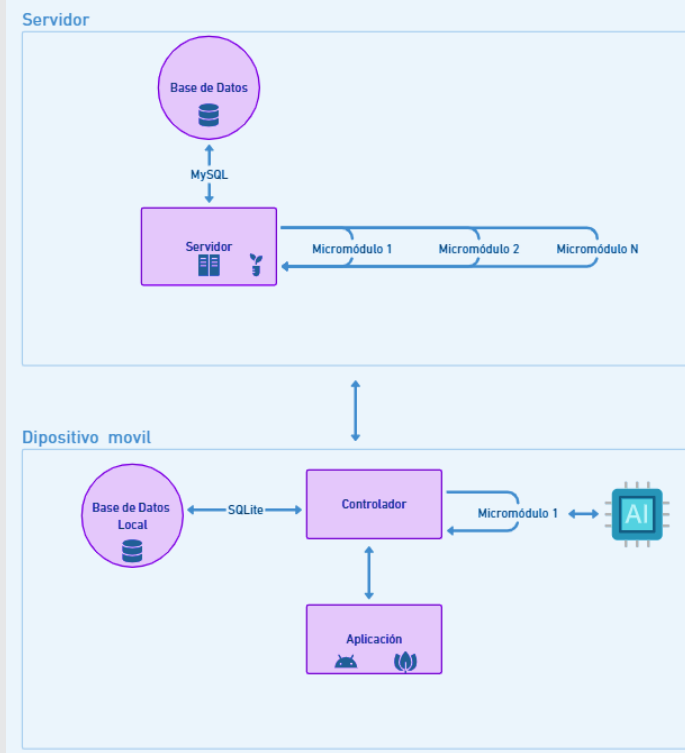 Servidor
Base de Datos
MySQL
Servidor
Micromódulo 1
Micromódulo 2
Micromódulo N
Dipositivo movil
Base de Datos
Local
SQLite
Controlador
Micromódulo 1
AI
Aplicación